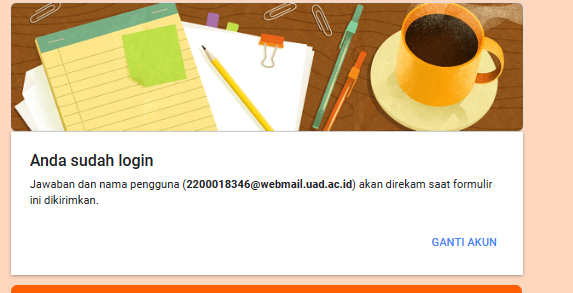 Anda sudah login
Jawaban dan nama pengguna (2200018346@webmail.uad.ac.id) akan direkam saat formulir
ini dikirimkan.
GANTI AKUN